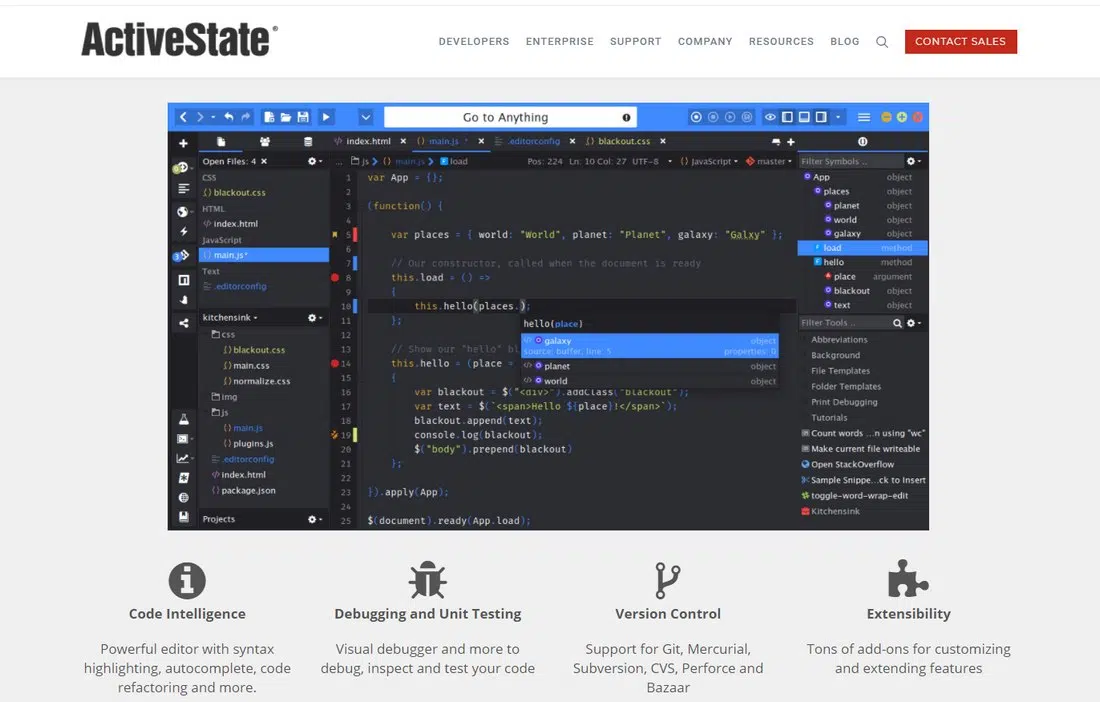 ActiveState®
DEVELOPERS ENTERPRISE SUPPORT COMPANY RESOURCES BLOG CONTACT SALES
Go to Anything
index.html main.js * .editorconfig blackout.css
Open Files: 4
... js main.js load Pos: 224 Ln: 10 Col: 27 UTF-8 {} JavaScript master
Filter Symbols ..
CSS
{} blackout.css
HTML
</> index.html
JavaScript
{} main.js*
Text
.editorconfig
kitchensink
css
{} blackout.css
{} main.css
{} normalize.css
img
js
{} main.js
{} plugins.js
.editorconfig
</> index.html
{} package.json
Projects
1 var App = {};
2
3 (function() {
4
5 var places = { world: "World", planet: "Planet", galaxy: "Galxy" };
6
7 // Our constructor, called when the document is ready
8 this.load = () =>
9 {
10 this.hello(places.);
11 };
12
13 // Show our "hello" bl
14 this.hello = (place =
15 {
16 var blackout = $("<div>").addClass("blackout");
17 var text = $(`<span>Hello ${place}!</span>`);
18 blackout.append(text);
19 console.log(blackout);
20 $("body").prepend(blackout)
21 };
22
23 }).apply(App);
24
25 $(document).ready(App.load);
hello(place)
</> galaxy object
source: buffer, line: 5 properties: 0
</> planet object
</> world object
App object
places object
planet object
world object
galaxy object
load method
hello method
place argument
blackout object
text object
Filter Tools ..
Abbreviations
Background
File Templates
Folder Templates
Print Debugging
Tutorials
Count words ...n using "wc"
Make current file writeable
Open StackOverflow
Sample Snippe...ck to Insert
toggle-word-wrap-edit
Kitchensink
Code Intelligence
Powerful editor with syntax
highlighting, autocomplete, code
refactoring and more.
Debugging and Unit Testing
Visual debugger and more to
debug, inspect and test your code
Version Control
Support for Git, Mercurial,
Subversion, CVS, Perforce and
Bazaar
Extensibility
Tons of add-ons for customizing
and extending features